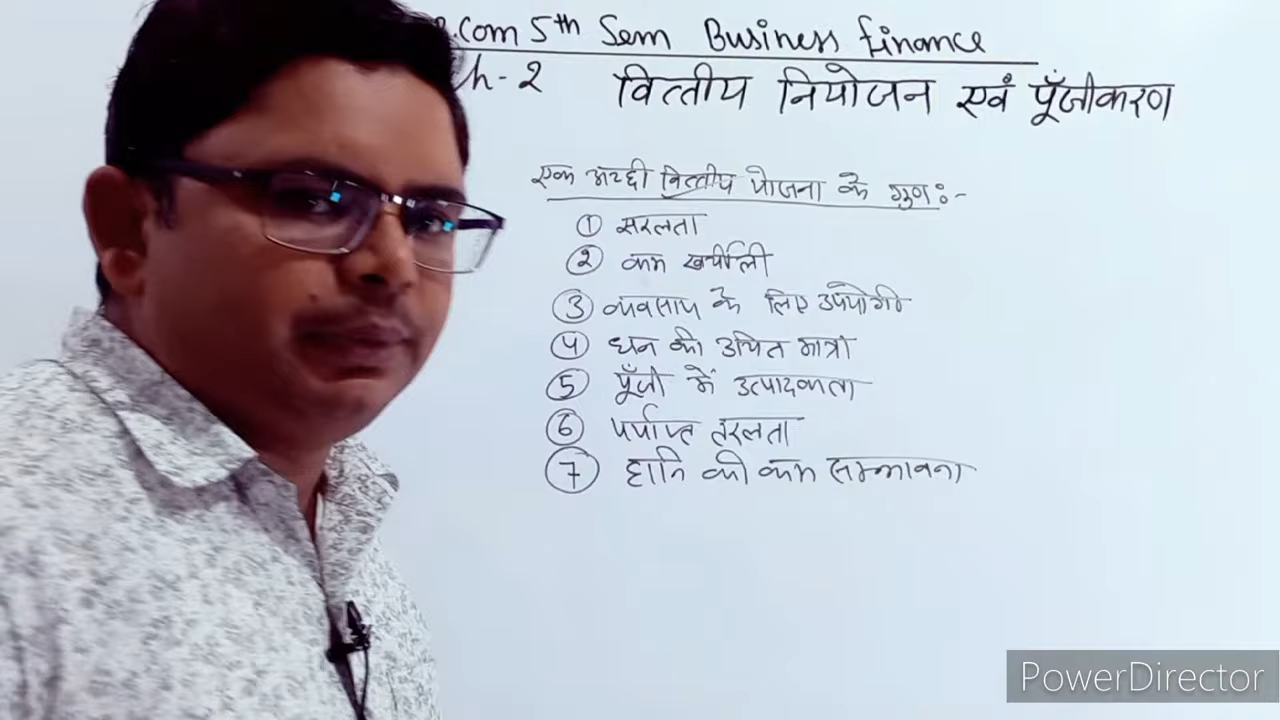 .Com 5th Sem Business finance
h-2 वित्तीय नियोजन एवं पूँजीकरण
एक अच्छी वित्तीय योजना के गुण:-
① सरलता
② कम खर्चीली
③ व्यवसाय के लिए उपयोगी
④ धन की उचित मात्रा
⑤ पूँजी में उत्पादकता
⑥ पर्याप्त तरलता
⑦ हानि की कम सम्भावना
PowerDirector